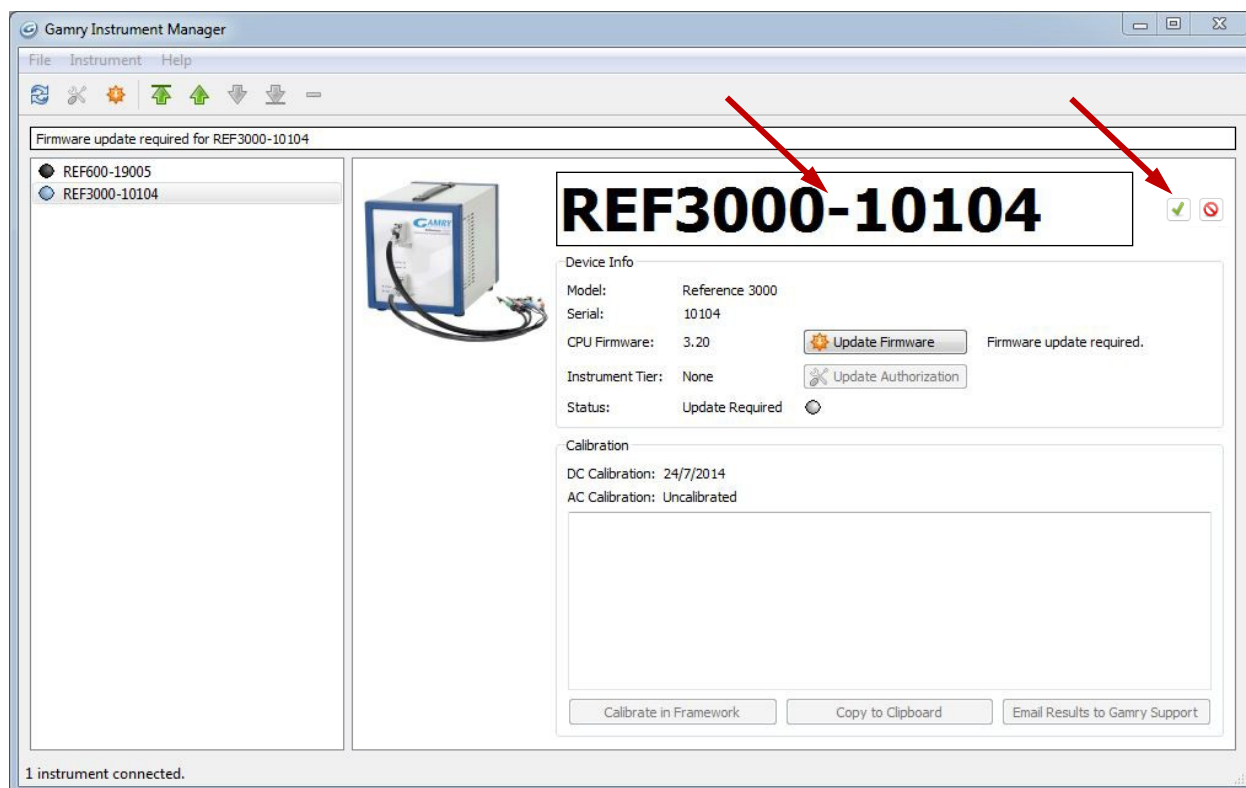 Gamry Instrument Manager
File Instrument Help
Firmware update required for REF3000-10104
REF600-19005
REF3000-10104
GAMRY
REF3000-10104
Device Info
Model: Reference 3000
Serial: 10104
CPU Firmware: 3.20 Update Firmware Firmware update required.
Instrument Tier: None Update Authorization
Status: Update Required
Calibration
DC Calibration: 24/7/2014
AC Calibration: Uncalibrated
Calibrate in Framework Copy to Clipboard Email Results to Gamry Support
1 instrument connected.